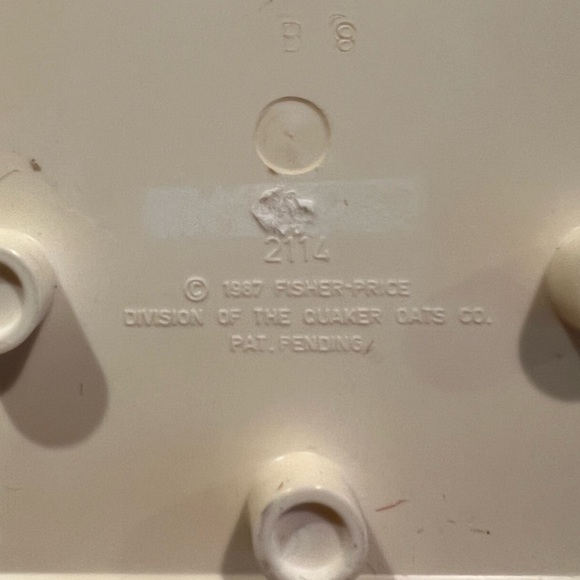 B 8
2114
© 1987 FISHER-PRICE
DIVISION OF THE QUAKER OATS CO.
PAT. PENDING